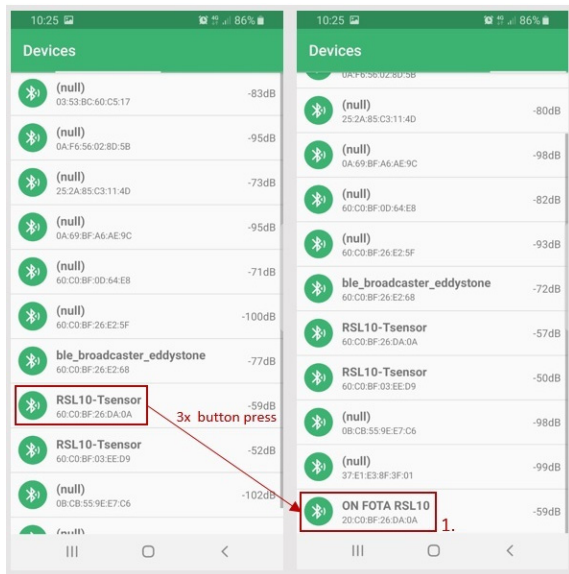 10:25
86%
Devices
(null)
03:53:BC:60:C5:17
-83dB
(null)
0A:F6:56:02:8D:5B
-95dB
(null)
25:2A:85:C3:11:4D
-73dB
(null)
0A:69:BF:A6:AE:9C
-95dB
(null)
60:C0:BF:0D:64:E8
-71dB
(null)
60:C0:BF:26:E2:5F
-100dB
ble_broadcaster_eddystone
60:C0:BF:26:E2:68
-77dB
RSL10-Tsensor
60:C0:BF:26:DA:0A
-59dB
3x button press
RSL10-Tsensor
60:C0:BF:03:EE:D9
-52dB
(null)
0B:CB:55:9E:E7:C6
-102dB
(null)
10:25
86%
Devices
0A:F6:56:02:8D:5B
(null)
25:2A:85:C3:11:4D
-80dB
(null)
0A:69:BF:A6:AE:9C
-98dB
(null)
60:C0:BF:0D:64:E8
-82dB
(null)
60:C0:BF:26:E2:5F
-93dB
ble_broadcaster_eddystone
60:C0:BF:26:E2:68
-72dB
RSL10-Tsensor
60:C0:BF:26:DA:0A
-57dB
RSL10-Tsensor
60:C0:BF:03:EE:D9
-50dB
(null)
0B:CB:55:9E:E7:C6
-98dB
(null)
37:E1:E3:8F:3F:01
-99dB
ON FOTA RSL10
20:C0:BF:26:DA:0A
-59dB
1.